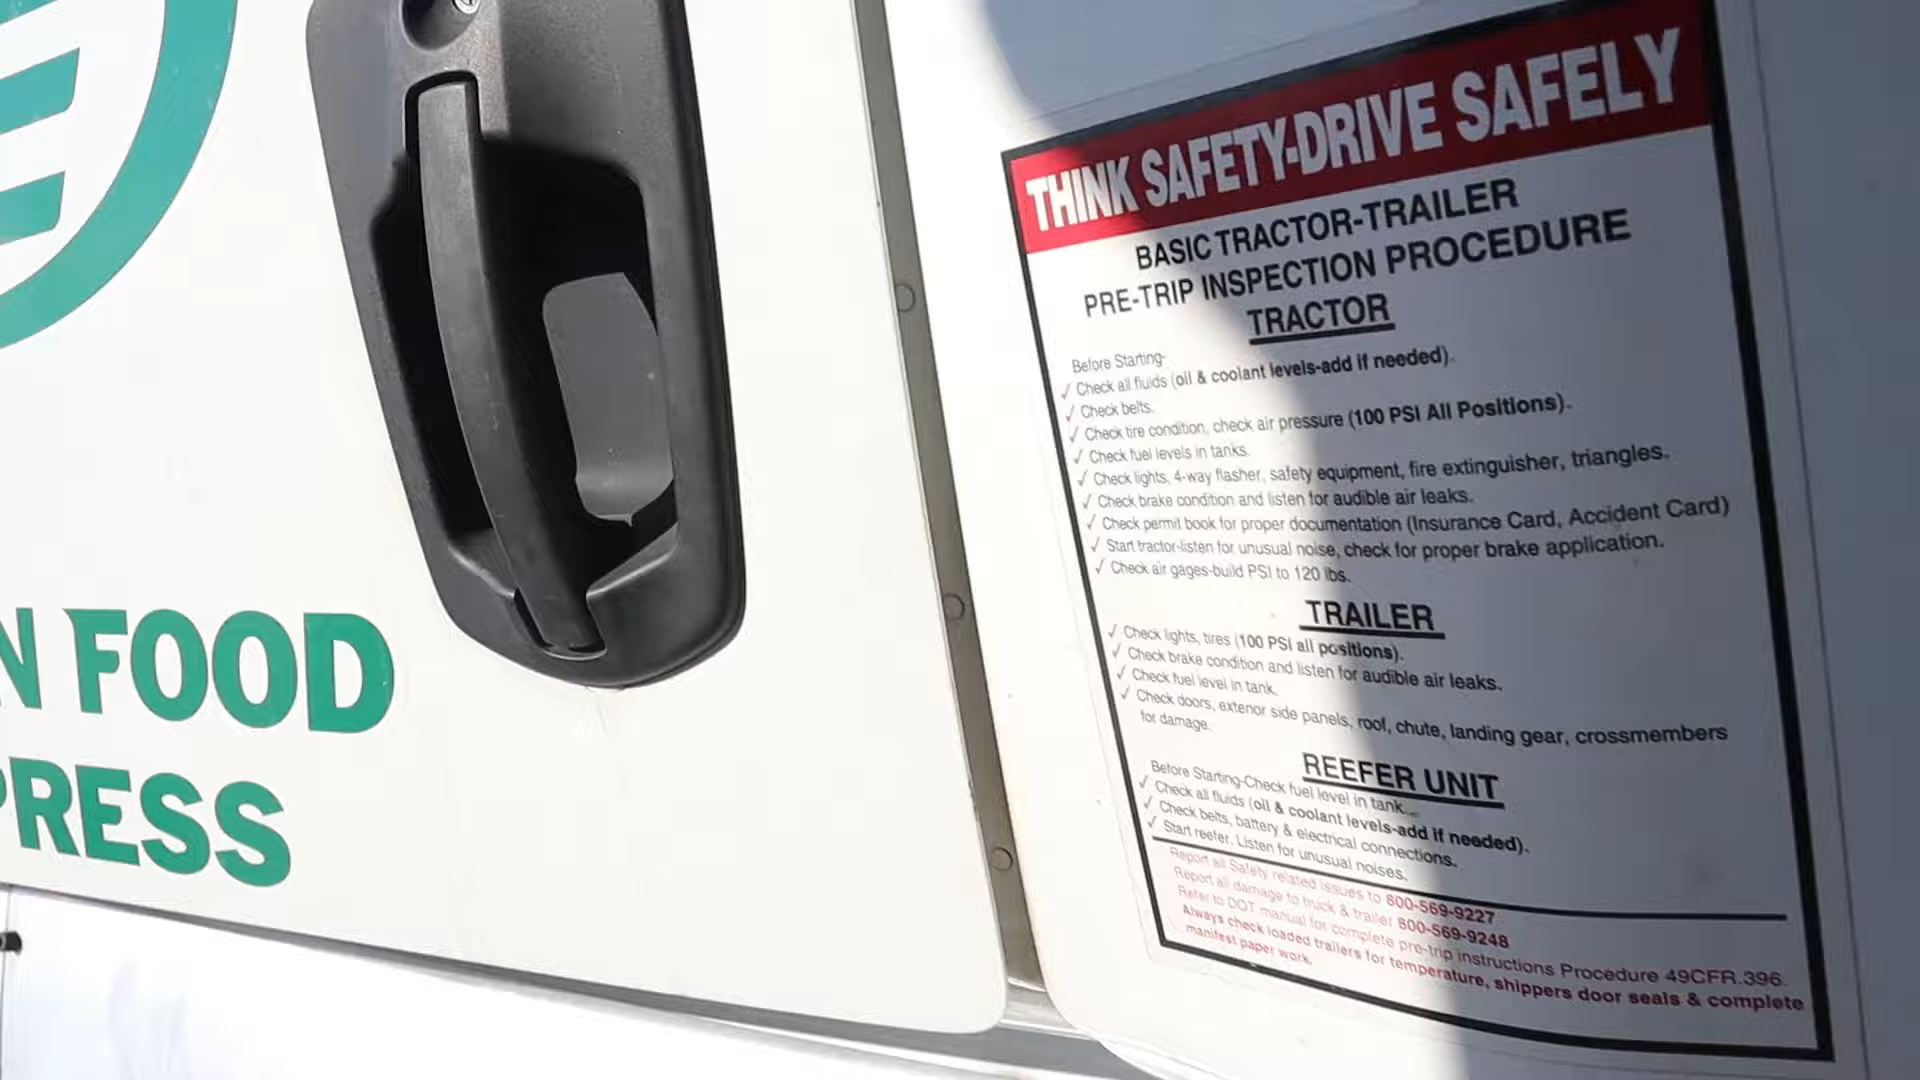 N FOOD
PRESS
THINK SAFETY-DRIVE SAFELY
BASIC TRACTOR-TRAILER
PRE-TRIP INSPECTION PROCEDURE
TRACTOR
Before Starting-
✓ Check all fluids (oil & coolant levels-add if needed).
✓ Check belts.
✓ Check tire condition, check air pressure (100 PSI All Positions).
✓ Check fuel levels in tanks.
✓ Check lights, 4-way flasher, safety equipment, fire extinguisher, triangles.
✓ Check brake condition and listen for audible air leaks.
✓ Check permit book for proper documentation (Insurance Card, Accident Card)
✓ Start tractor-listen for unusual noise, check for proper brake application.
✓ Check air gages-build PSI to 120 lbs.
TRAILER
✓ Check lights, tires (100 PSI all positions).
✓ Check brake condition and listen for audible air leaks.
✓ Check fuel level in tank.
✓ Check doors, exterior side panels, roof, chute, landing gear, crossmembers
for damage.
REEFER UNIT
Before Starting-Check fuel level in tank.
✓ Check all fluids (oil & coolant levels-add if needed).
✓ Check belts, battery & electrical connections.
✓ Start reefer. Listen for unusual noises.
Report all Safety related issues to 800-569-9227
Report all damage to truck & trailer 800-569-9248
Refer to DOT manual for complete pre-trip instructions Procedure 49CFR.396.
Always check loaded trailers for temperature, shippers door seals & complete
manifest paper work.